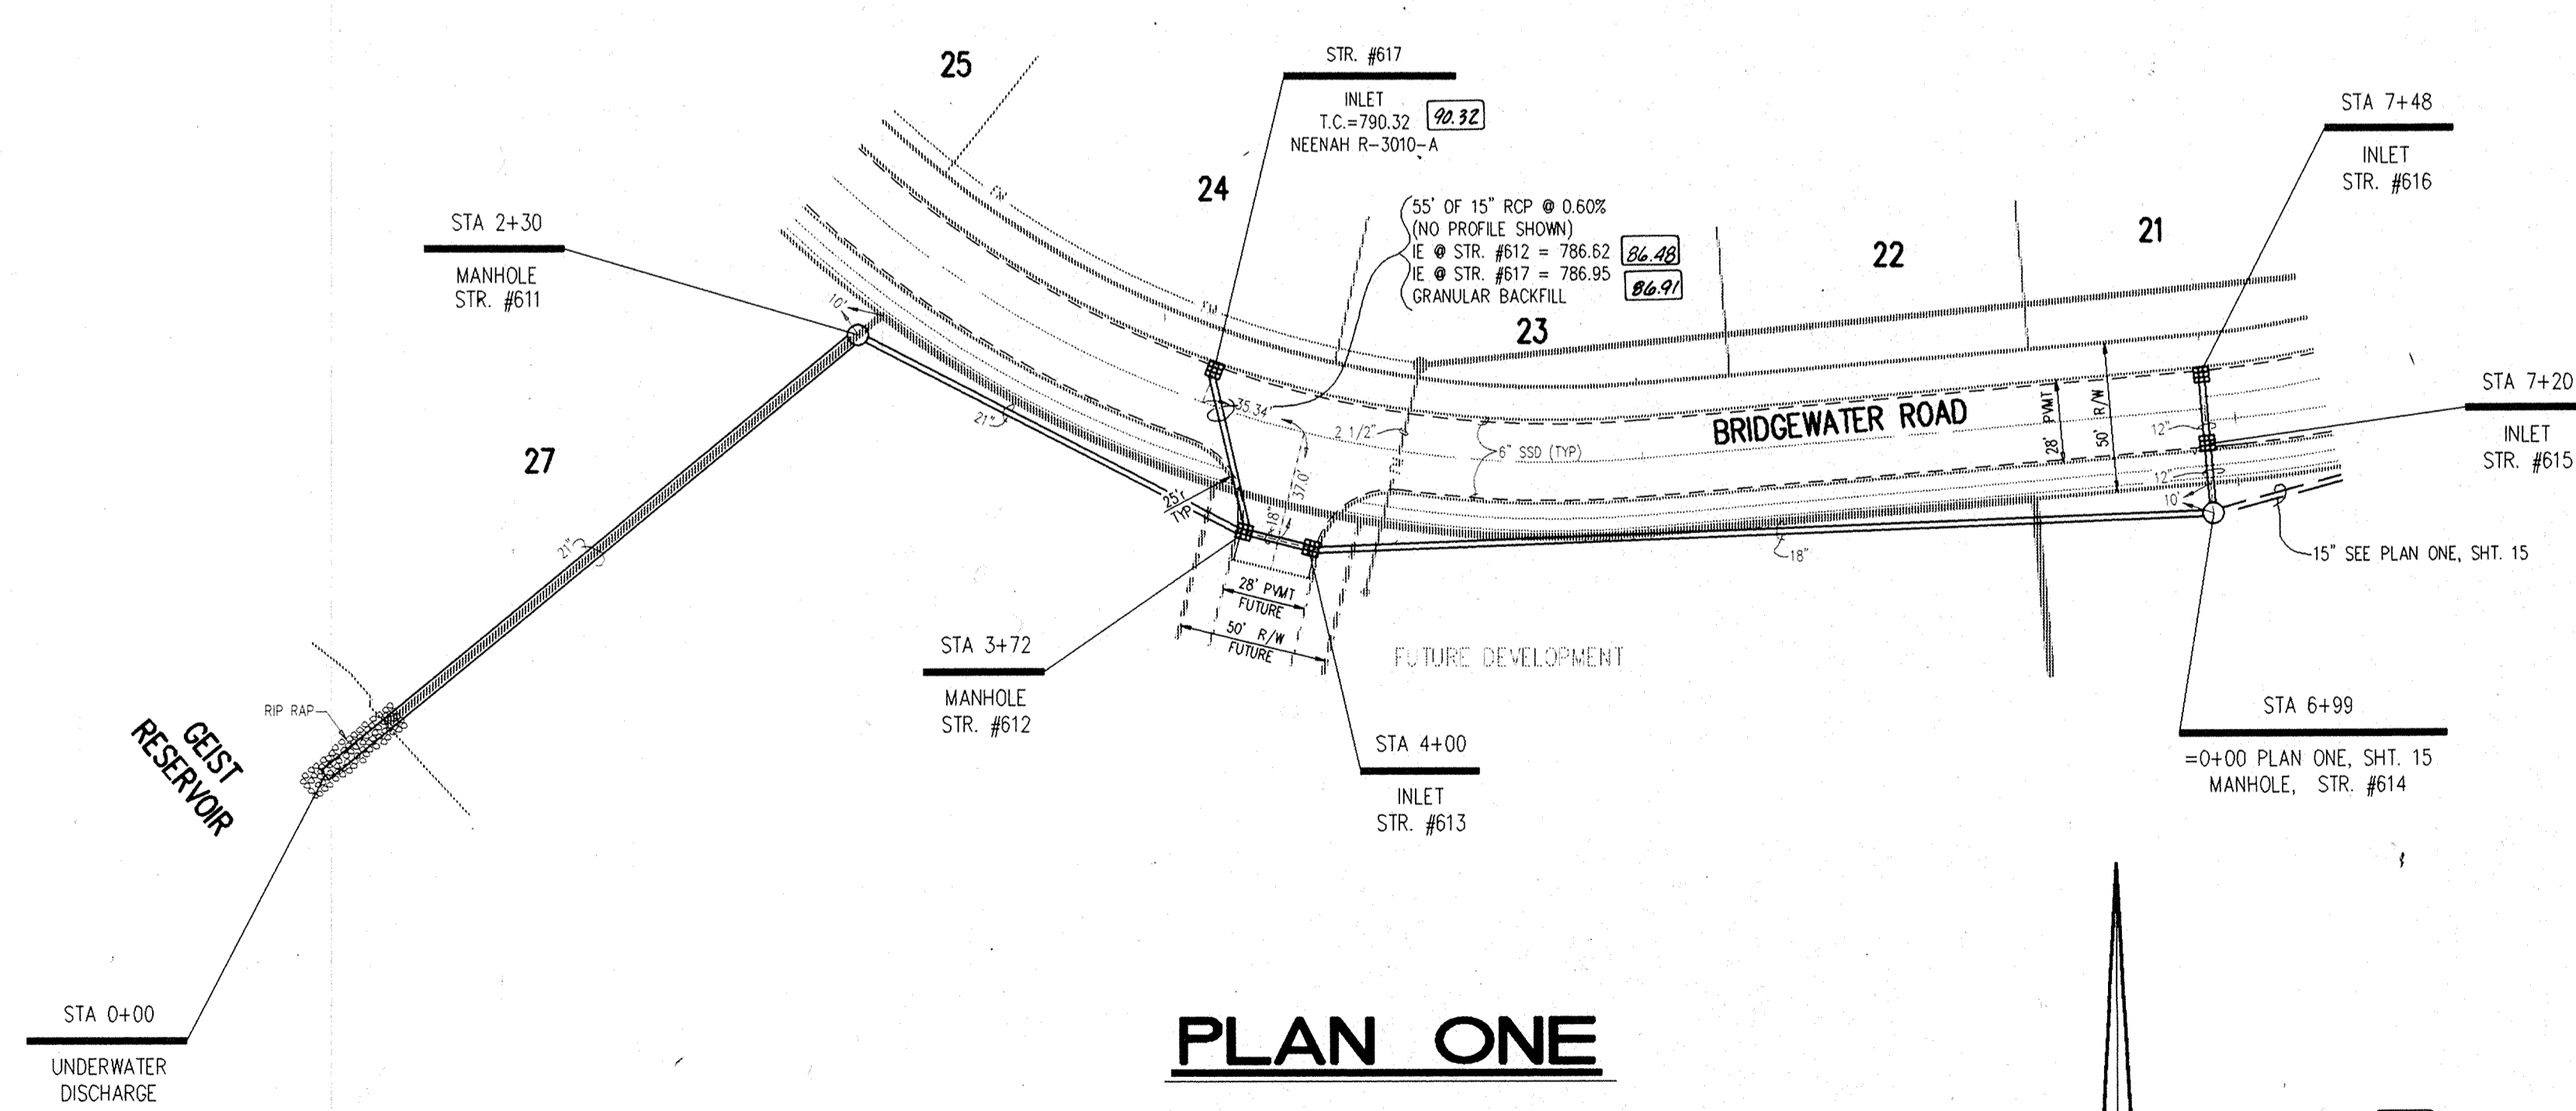 25
STR. #617
INLET
T.C.=790.32 90.32
NEENAH R-3010-A
STA 7+48
INLET
STR. #616
24
FM
55' OF 15" RCP @ 0.60%
(NO PROFILE SHOWN)
IE @ STR. #612 = 786.62 86.48
IE @ STR. #617 = 786.95 86.91
GRANULAR BACKFILL
STA 2+30
MANHOLE
STR. #611
10'
FM
23
22
21
STA 7+20
INLET
STR. #615
27
21"
35.34'
2 1/2"
6" SSD (TYP)
BRIDGEWATER ROAD
28' PVMT
50' R/W
12"
12"
10'
37.0'
25'r
TYP
18"
18"
15" SEE PLAN ONE, SHT. 15
21"
28' PVMT
FUTURE
50' R/W
FUTURE
FUTURE DEVELOPMENT
STA 3+72
MANHOLE
STR. #612
RIP RAP
GEIST
RESERVOIR
STA 4+00
INLET
STR. #613
STA 6+99
=0+00 PLAN ONE, SHT. 15
MANHOLE, STR. #614
STA 0+00
UNDERWATER
DISCHARGE
PLAN ONE